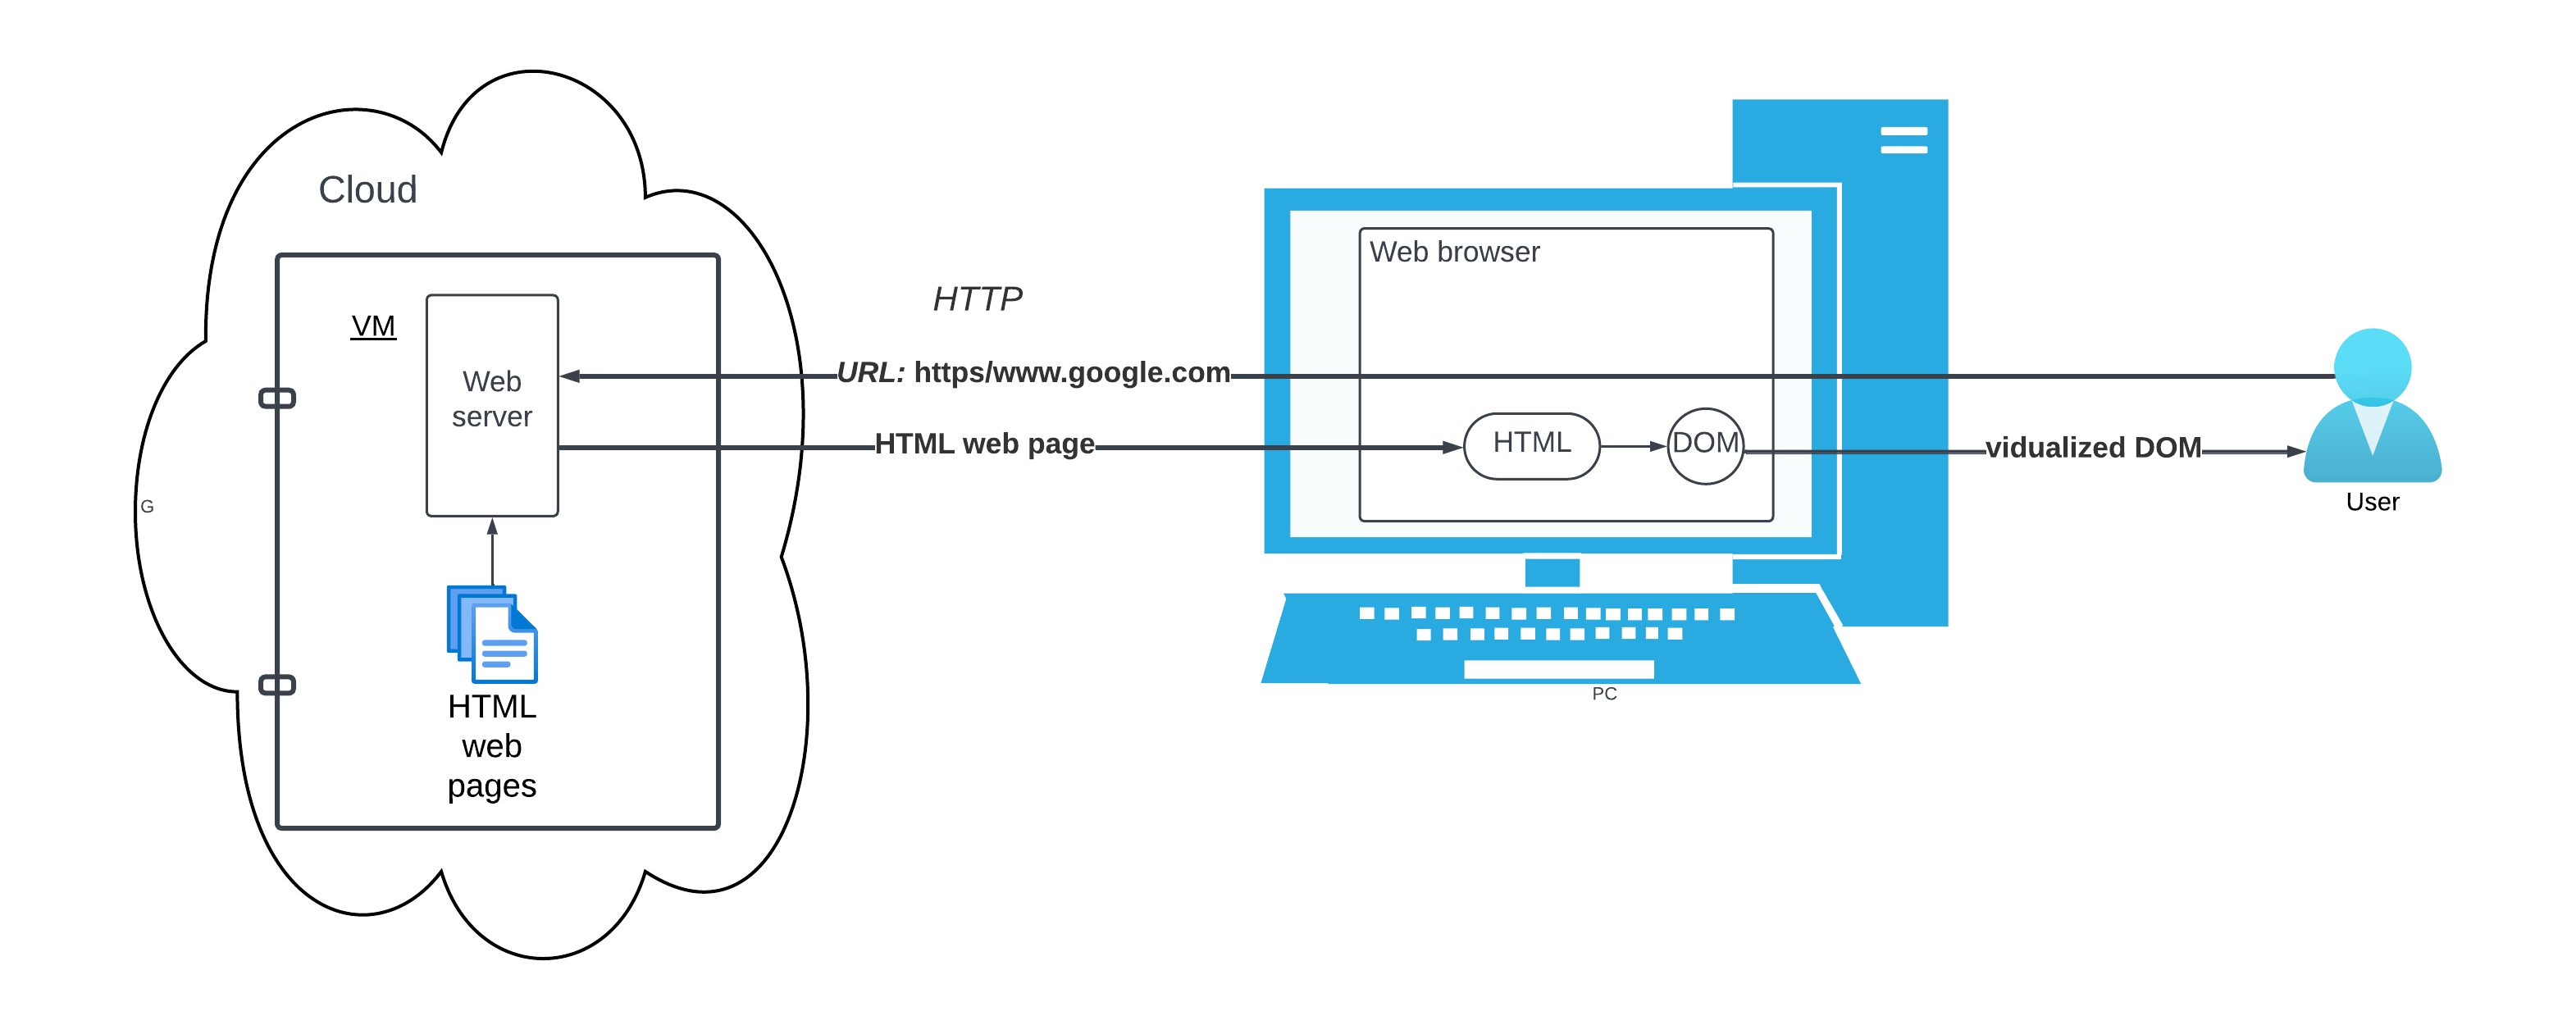 Cloud
VM
Web
server
G
HTML
web
pages
HTTP
URL: https/www.google.com
HTML web page
Web browser
HTML
DOM
PC
vidualized DOM
User